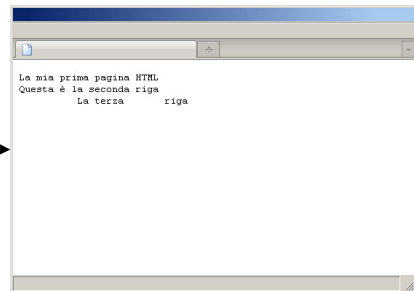 La mia prima pagina HTML
Questa è la seconda riga
          La terza       riga